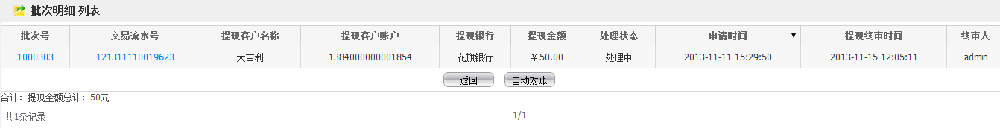 批次明细 列表
批次号 交易流水号 提现客户名称 提现客户账户 提现银行 提现金额 处理状态 申请时间 ▼ 提现终审时间 终审人
1000303 121311110019623 大吉利 1384000000001854 花旗银行 ￥50.00 处理中 2013-11-11 15:29:50 2013-11-15 12:05:11 admin
返回 自动对账
合计：提现金额总计：50元
共1条记录 1/1